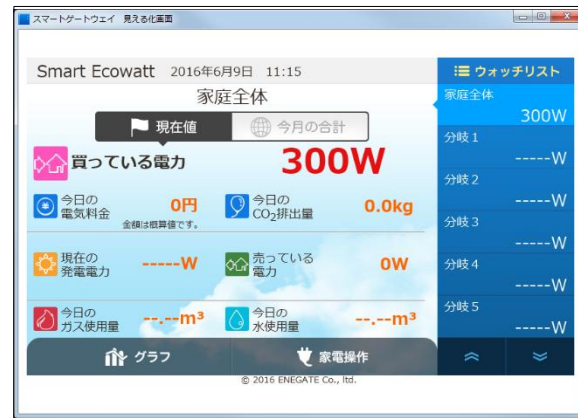 スマートゲートウェイ 見える化画面
Smart Ecowatt 2016年6月9日 11:15
家庭全体
現在値
今月の合計
買っている電力
300W
今日の
電気料金
0円
金額は概算値です。
今日の
CO₂排出量
0.0kg
現在の
発電電力
-----W
売っている
電力
0W
今日の
ガス使用量
--.--m³
今日の
水使用量
--.--m³
グラフ
家電操作
ウォッチリスト
家庭全体
300W
分岐1
-----W
分岐2
-----W
分岐3
-----W
分岐4
-----W
分岐5
-----W
© 2016 ENEGATE Co., ltd.